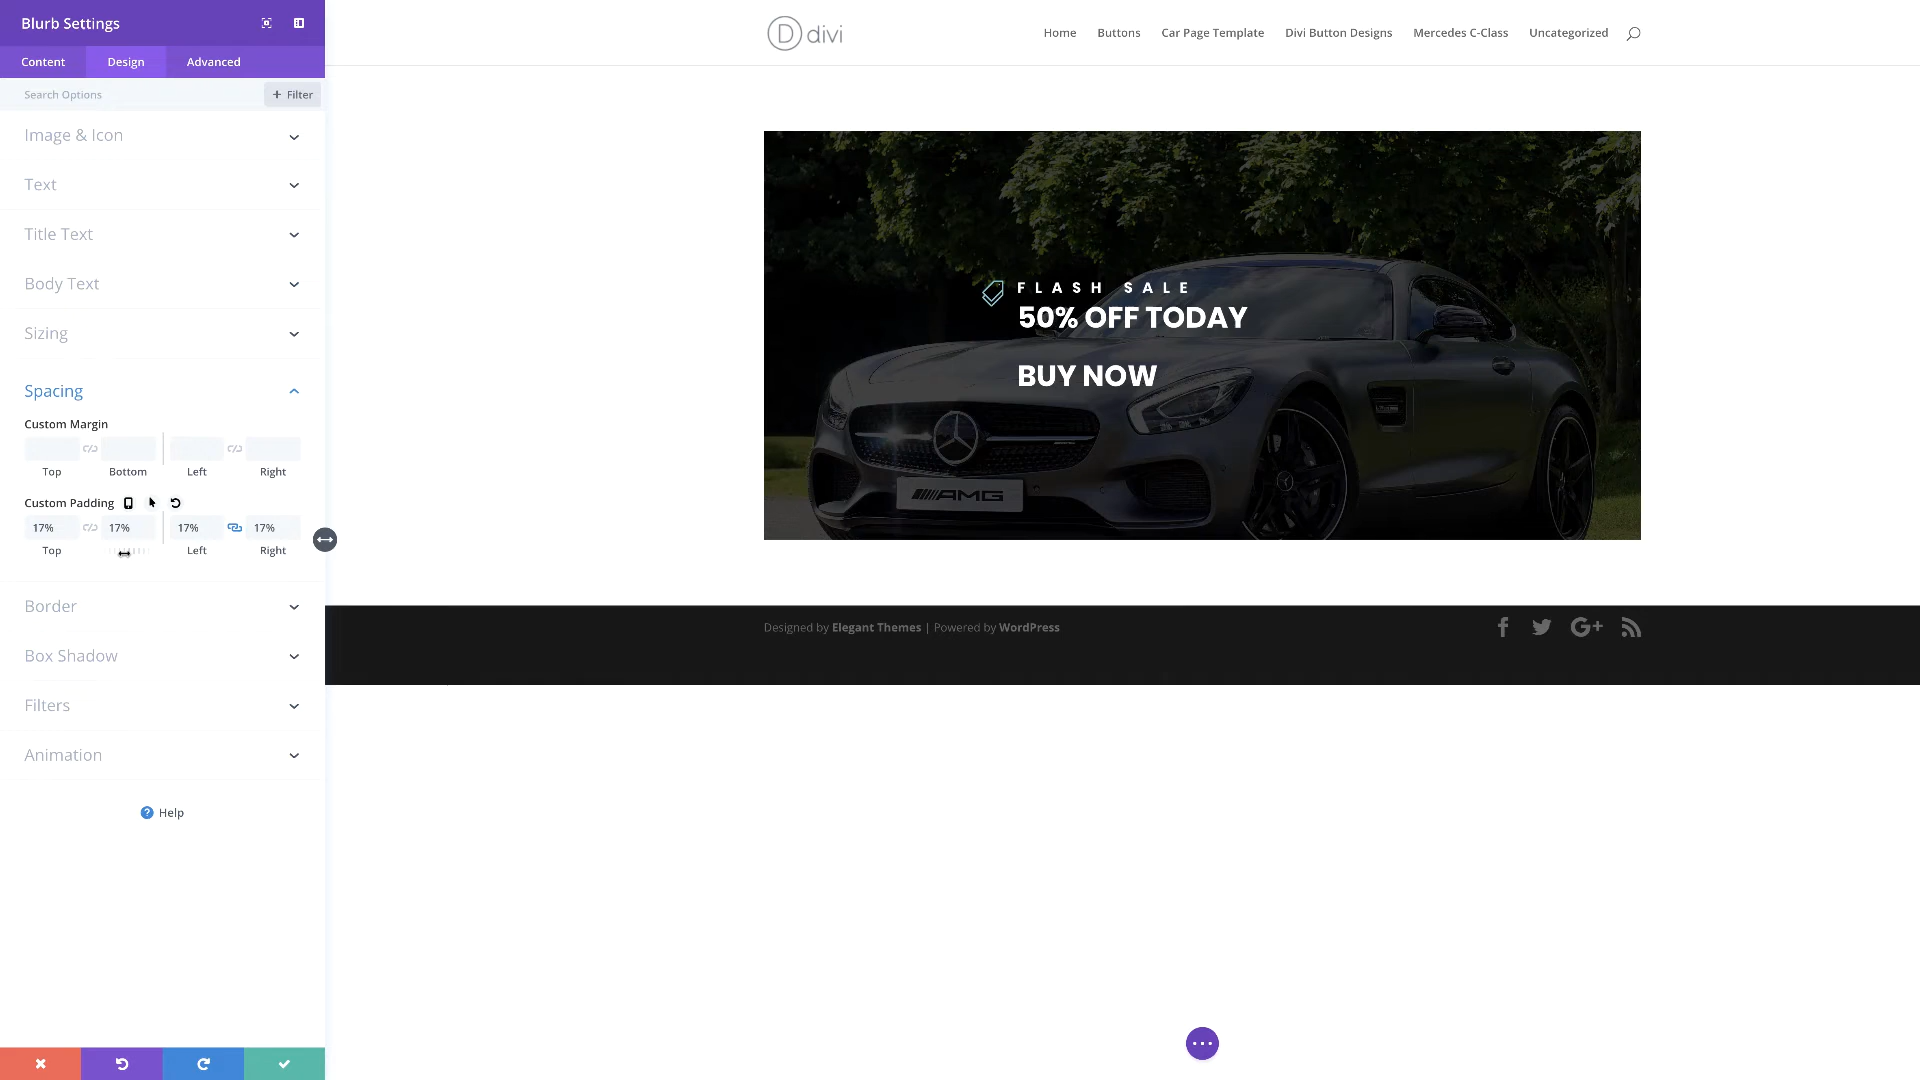 Blurb Settings
Content
Design
Advanced
Search Options
+ Filter
Image & Icon
Text
Title Text
Body Text
Sizing
Spacing
Custom Margin
Top
Bottom
Left
Right
Custom Padding
17%
17%
17%
17%
Top
Left
Right
Border
Box Shadow
Filters
Animation
? Help
D divi
Home
Buttons
Car Page Template
Divi Button Designs
Mercedes C-Class
Uncategorized
FLASH SALE
50% OFF TODAY
BUY NOW
AMG
Designed by Elegant Themes | Powered by WordPress